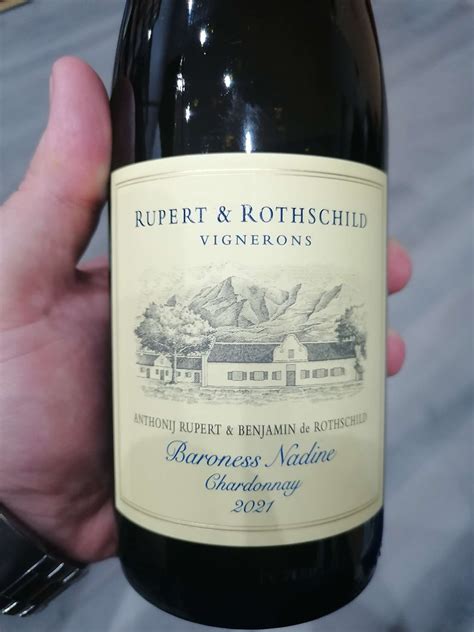 RUPERT & ROTHSCHILD
VIGNERONS
ANTHONIJ RUPERT & BENJAMIN de ROTHSCHILD
Baroness Nadine
Chardonnay
2021